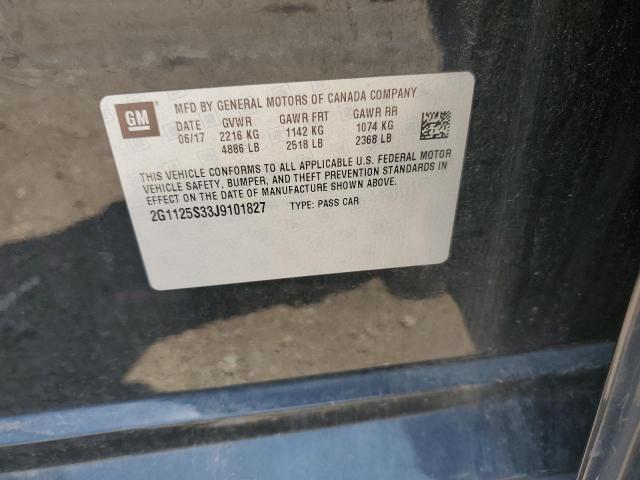 GM
MFD BY GENERAL MOTORS OF CANADA COMPANY
DATE GVWR GAWR FRT GAWR RR
06/17 2216 KG 1142 KG 1074 KG
4886 LB 2518 LB 2368 LB
THIS VEHICLE CONFORMS TO ALL APPLICABLE U.S. FEDERAL MOTOR
VEHICLE SAFETY, BUMPER, AND THEFT PREVENTION STANDARDS IN
EFFECT ON THE DATE OF MANUFACTURE SHOWN ABOVE.
2G1125S33J9101827 TYPE: PASS CAR